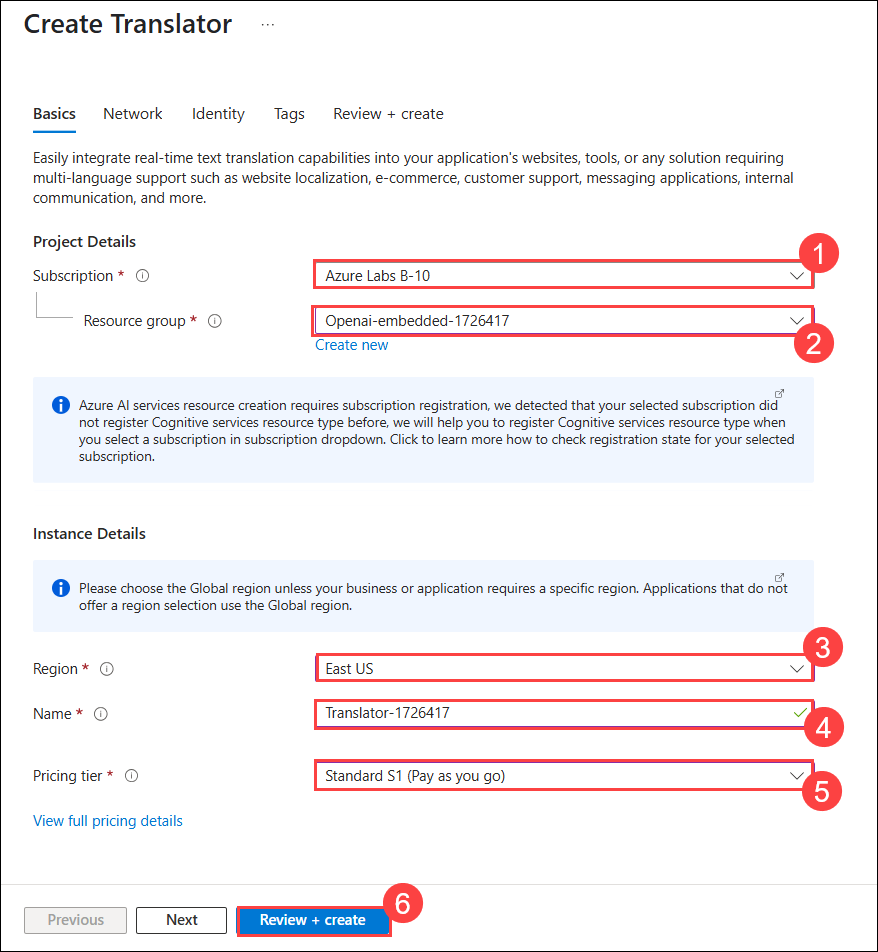 Create Translator ...
Basics Network Identity Tags Review + create
Easily integrate real-time text translation capabilities into your application's websites, tools, or any solution requiring
multi-language support such as website localization, e-commerce, customer support, messaging applications, internal
communication, and more.
Project Details
1
Subscription * Azure Labs B-10
Resource group * Openai-embedded-1726417
2
Create new
Azure AI services resource creation requires subscription registration, we detected that your selected subscription did
not register Cognitive services resource type before, we will help you to register Cognitive services resource type when
you select a subscription in subscription dropdown. Click to learn more how to check registration state for your selected
subscription.
Instance Details
Please choose the Global region unless your business or application requires a specific region. Applications that do not
offer a region selection use the Global region.
3
Region * East US
Name * Translator-1726417
4
Pricing tier * Standard S1 (Pay as you go)
5
View full pricing details
6
Previous Next Review + create